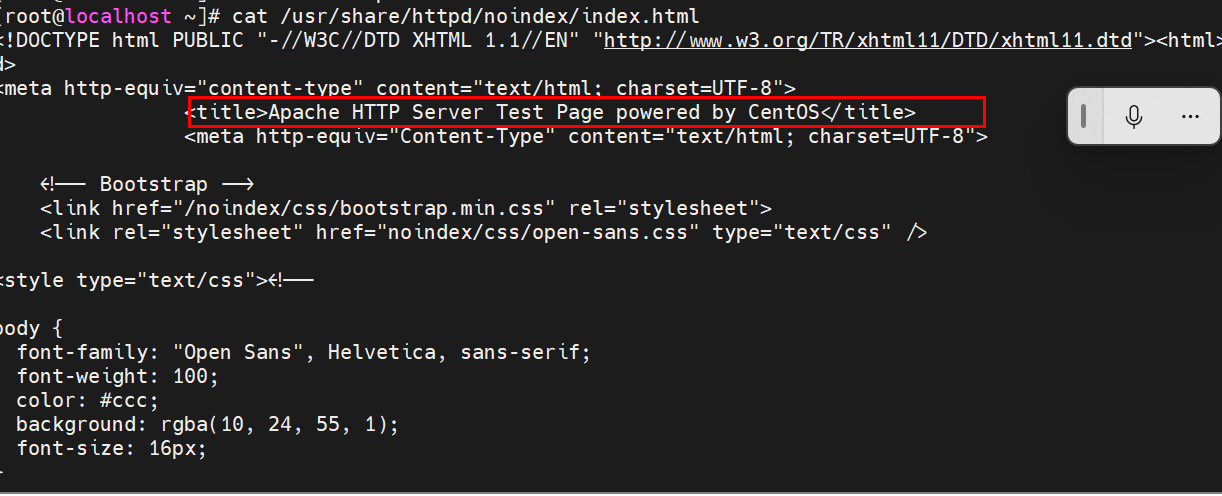 [root@localhost ~]# cat /usr/share/httpd/noindex/index.html
<!DOCTYPE html PUBLIC "-//W3C//DTD XHTML 1.1//EN" "http://www.w3.org/TR/xhtml11/DTD/xhtml11.dtd"><html>
d>
<meta http-equiv="content-type" content="text/html; charset=UTF-8">
<title>Apache HTTP Server Test Page powered by CentOS</title>
<meta http-equiv="Content-Type" content="text/html; charset=UTF-8">
<!-- Bootstrap -->
<link href="/noindex/css/bootstrap.min.css" rel="stylesheet">
<link rel="stylesheet" href="noindex/css/open-sans.css" type="text/css" />
<style type="text/css"><!--
body {
font-family: "Open Sans", Helvetica, sans-serif;
font-weight: 100;
color: #ccc;
background: rgba(10, 24, 55, 1);
font-size: 16px;
}